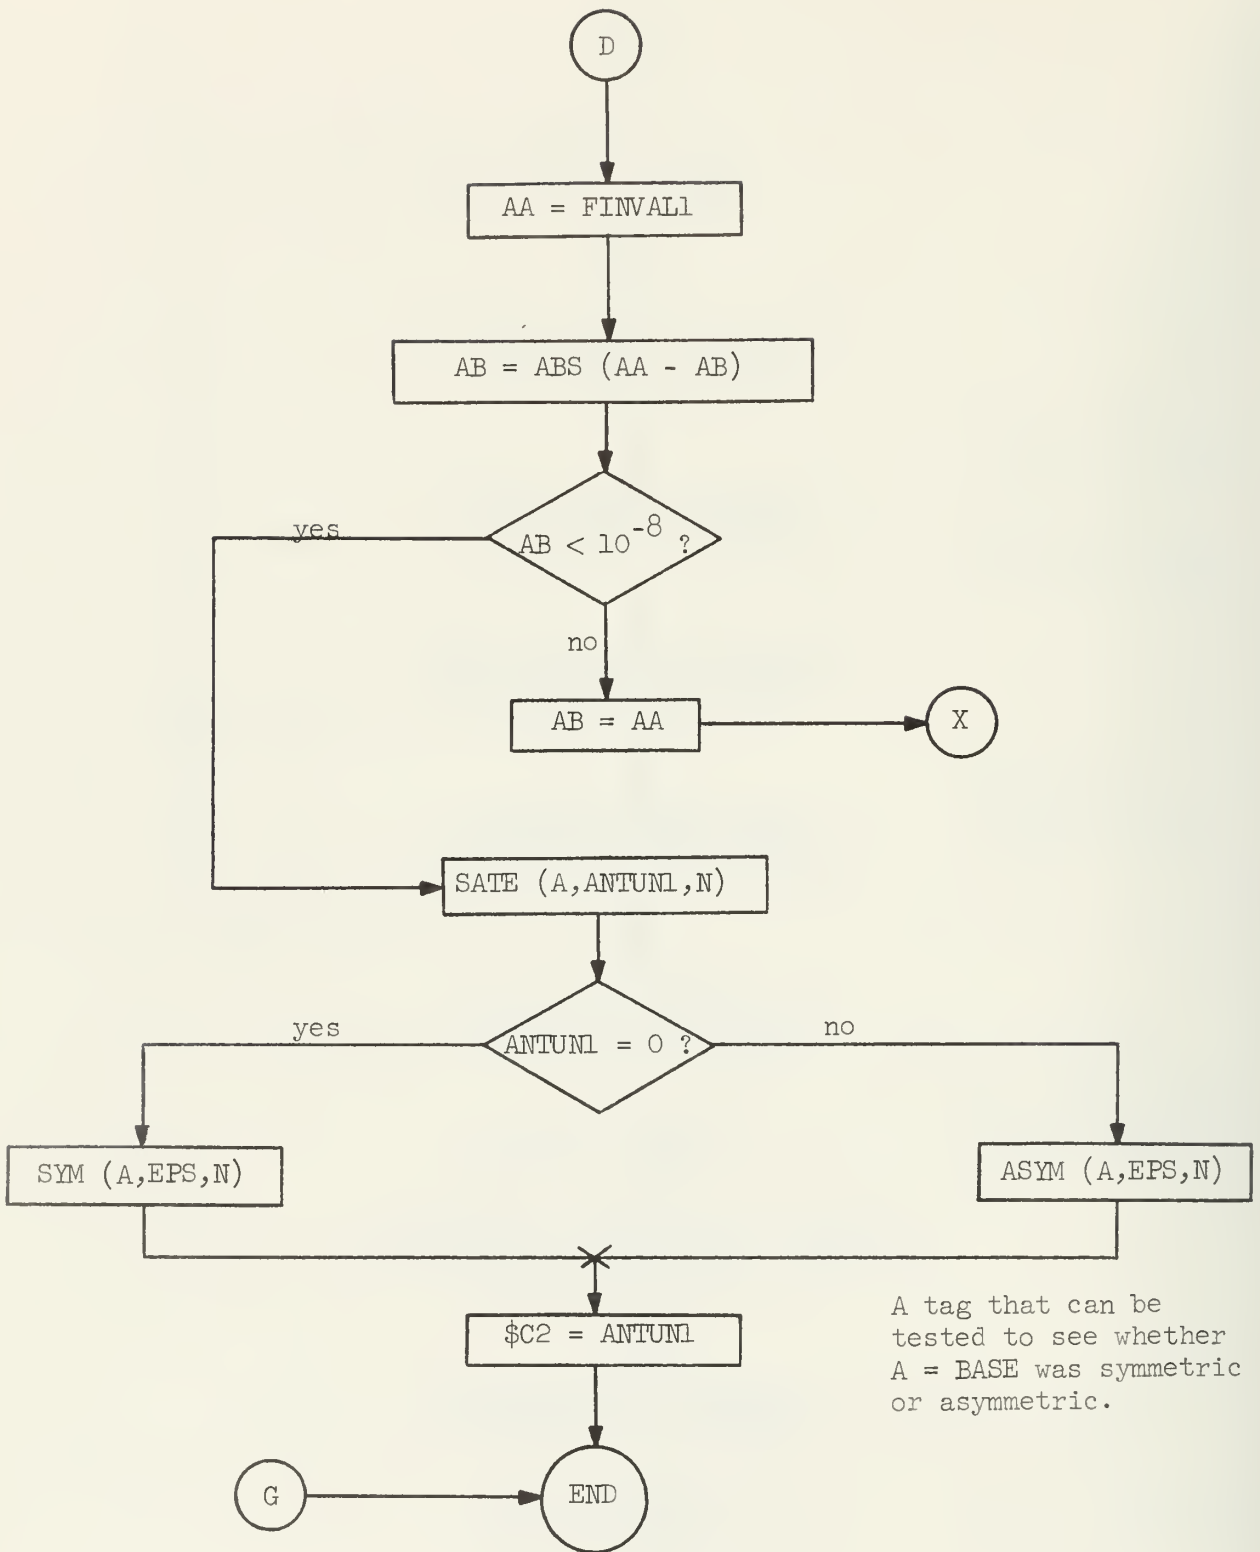 D
AA = FINVAL1
AB = ABS (AA - AB)
yes
AB < 10^-8 ?
no
AB = AA
X
SATE (A,ANTUN1,N)
yes
ANTUN1 = 0 ?
no
SYM (A,EPS,N)
ASYM (A,EPS,N)
$C2 = ANTUN1
A tag that can be
tested to see whether
A = BASE was symmetric
or asymmetric.
G
END